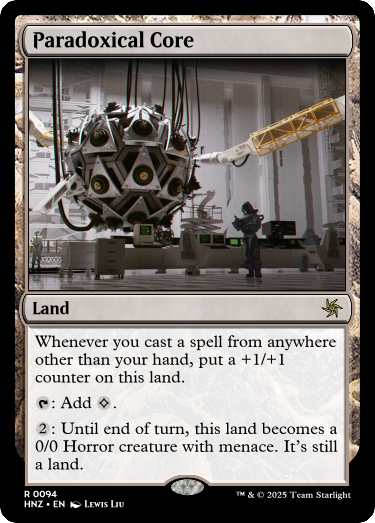 Paradoxical Core
Land
Whenever you cast a spell from anywhere
other than your hand, put a +1/+1
counter on this land.
: Add .
2: Until end of turn, this land becomes a
0/0 Horror creature with menace. It's still
a land.
R 0094
HNZ • EN Lewis Liu
™ & © 2025 Team Starlight